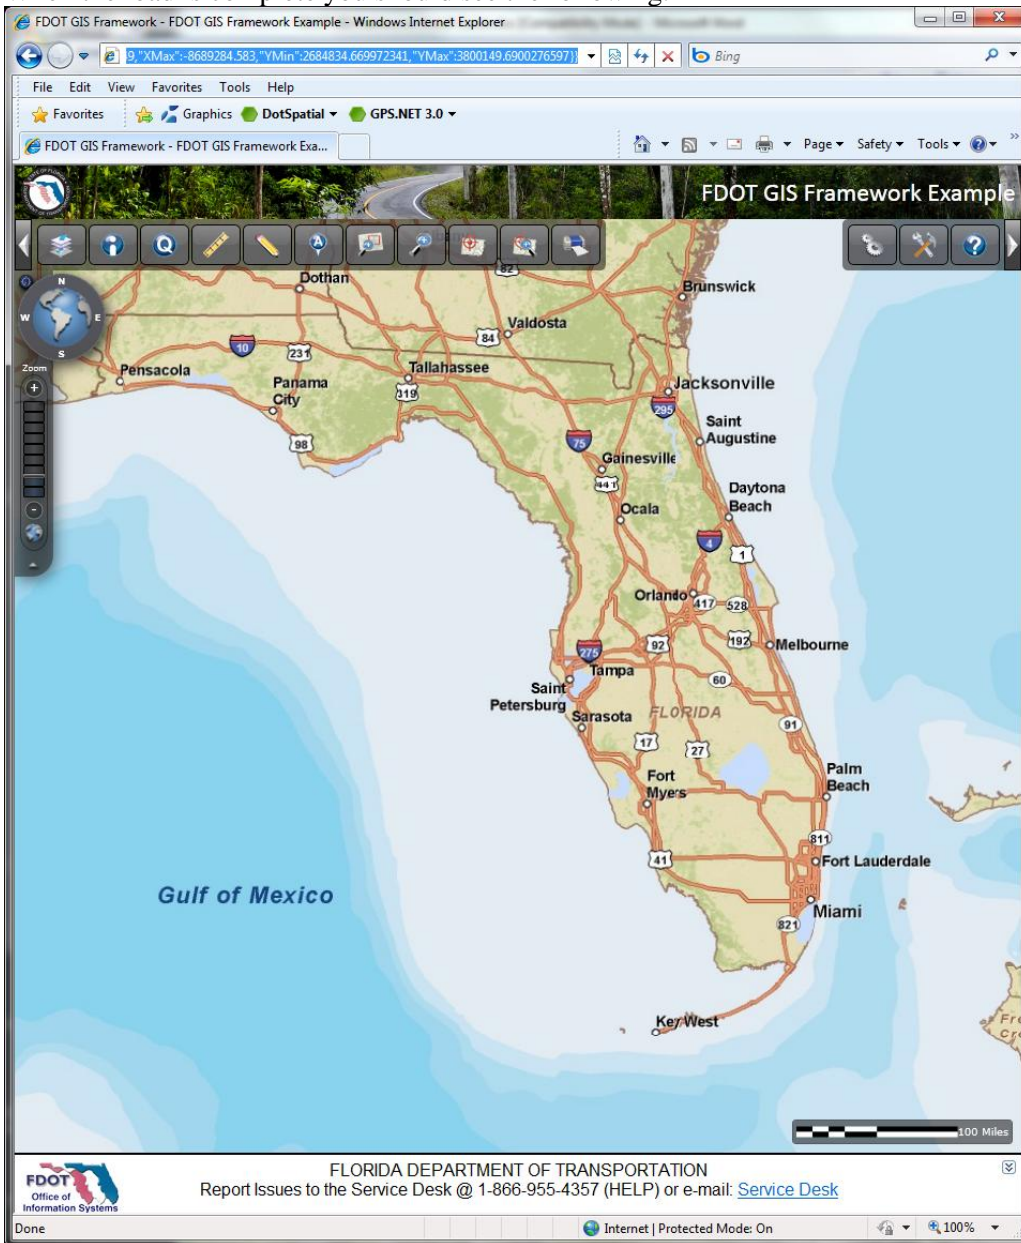 FDOT GIS Framework - FDOT GIS Framework Example - Windows Internet Explorer
9,"XMax":-8689284.583,"YMin":2684834.669972341,"YMax":3800149.6900276597}}
Bing
File Edit View Favorites Tools Help
Favorites Graphics DotSpatial GPS.NET 3.0
FDOT GIS Framework - FDOT GIS Framework Exa...
Page Safety Tools
FDOT GIS Framework Example
82
Dothan
Brunswick
N
W E
S
Valdosta
84
10
231
Zoom
Pensacola
Tallahassee
Panama
City
319
Jacksonville
295
Saint
Augustine
98
75
Gainesville
441
Daytona
Beach
Ocala
4
1
Orlando
417
528
92
192
Melbourne
275
Tampa
60
Saint
Petersburg
Sarasota
FLORIDA
91
17
27
Palm
Beach
Fort
Myers
811
41
Fort Lauderdale
Gulf of Mexico
Miami
821
Key West
100 Miles
FDOT
Office of
Information Systems
FLORIDA DEPARTMENT OF TRANSPORTATION
Report Issues to the Service Desk @ 1-866-955-4357 (HELP) or e-mail: Service Desk
Done
Internet | Protected Mode: On
100%